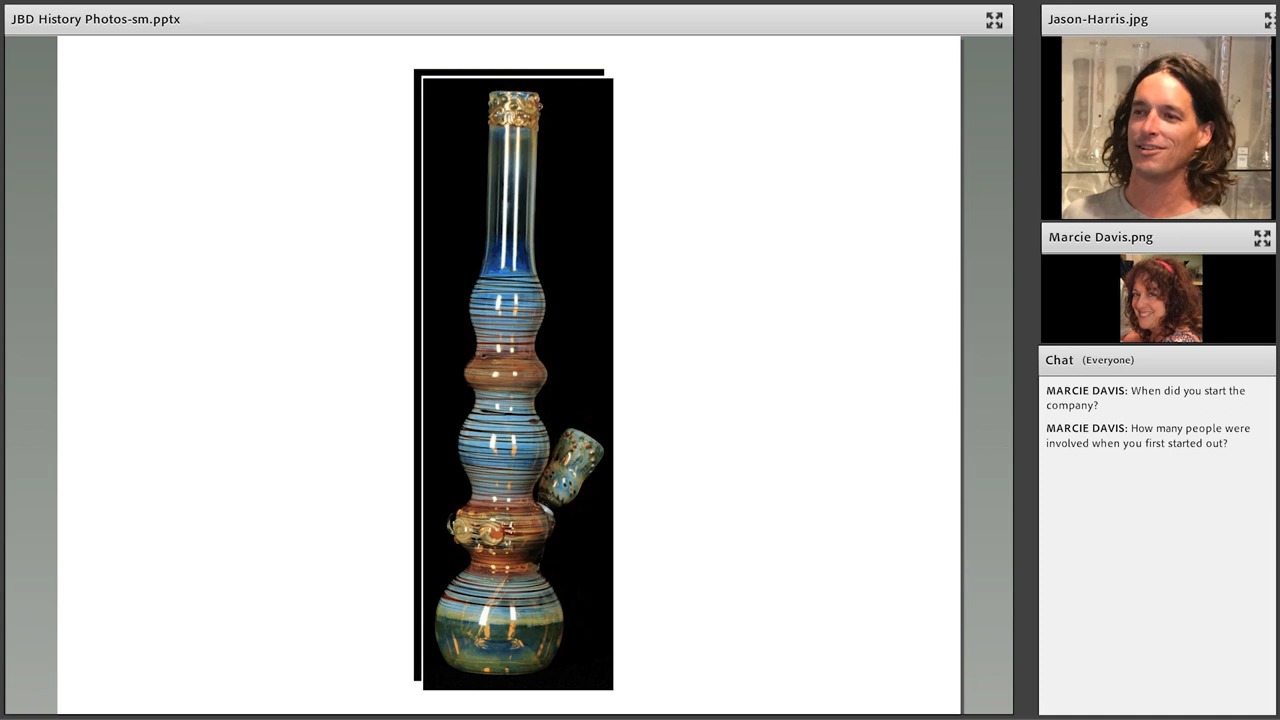 JBD History Photos-sm.pptx
Jason-Harris.jpg
Marcie Davis.png
Chat (Everyone)
MARCIE DAVIS: When did you start the
company?
MARCIE DAVIS: How many people were
involved when you first started out?